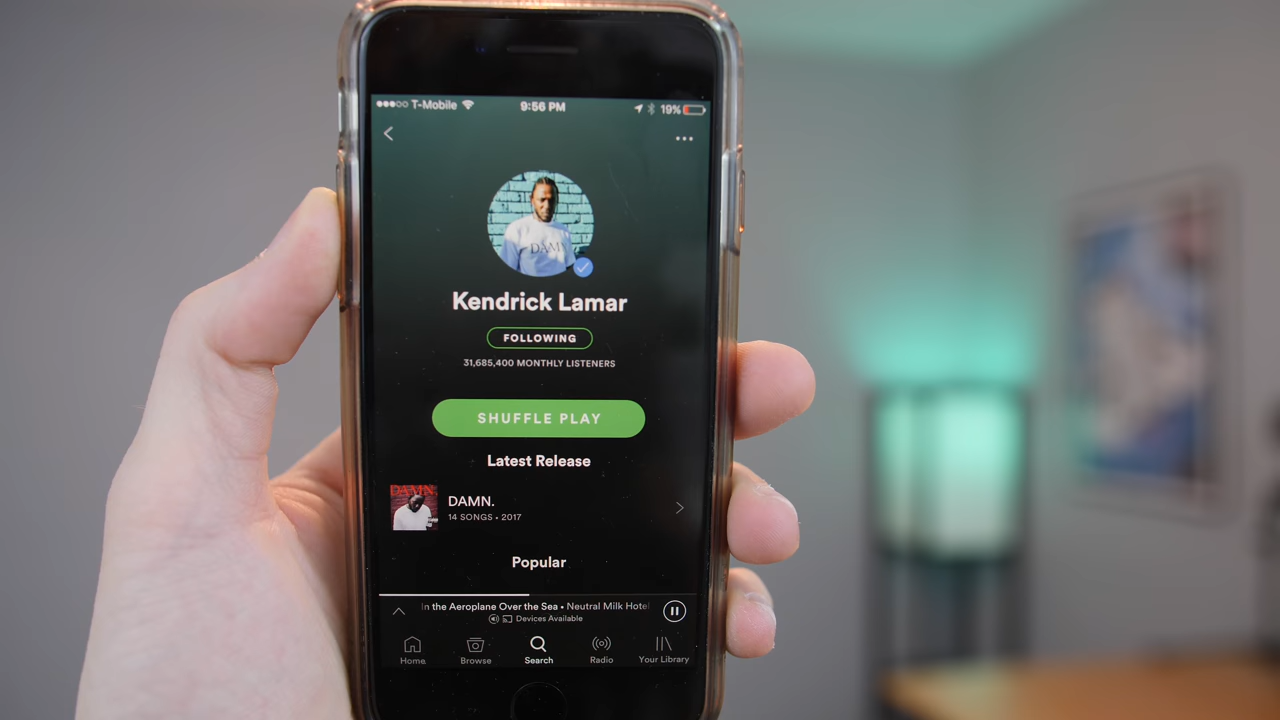 T-Mobile 9:56 PM 19%
DAMN.
Kendrick Lamar
FOLLOWING
31,685,400 MONTHLY LISTENERS
SHUFFLE PLAY
Latest Release
DAMN.
DAMN.
14 SONGS • 2017
Popular
In the Aeroplane Over the Sea • Neutral Milk Hotel
Devices Available
Home Browse Search Radio Your Library